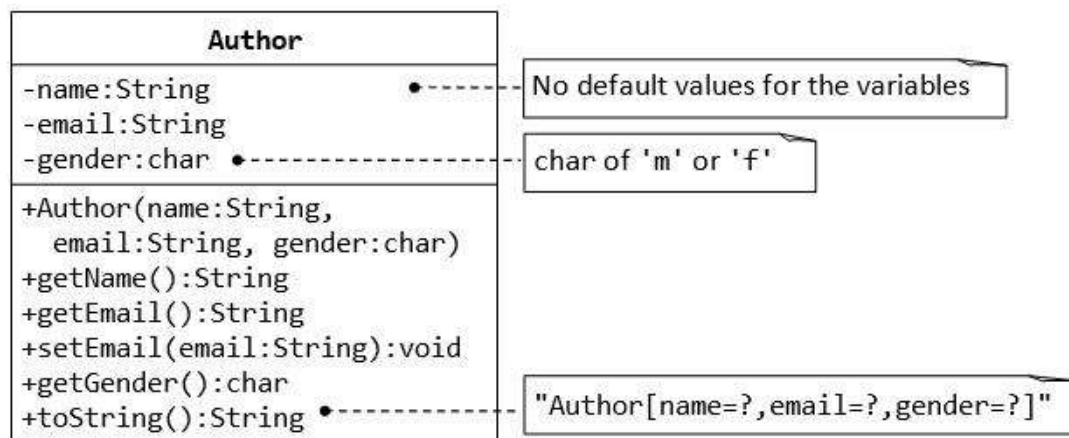 Author
-name:String
No default values for the variables
-email:String
-gender:char
char of 'm' or 'f'
+Author(name:String,
email:String, gender:char)
+getName():String
+getEmail():String
+setEmail(email:String):void
+getGender():char
+toString():String
"Author[name=?,email=?,gender=?]"